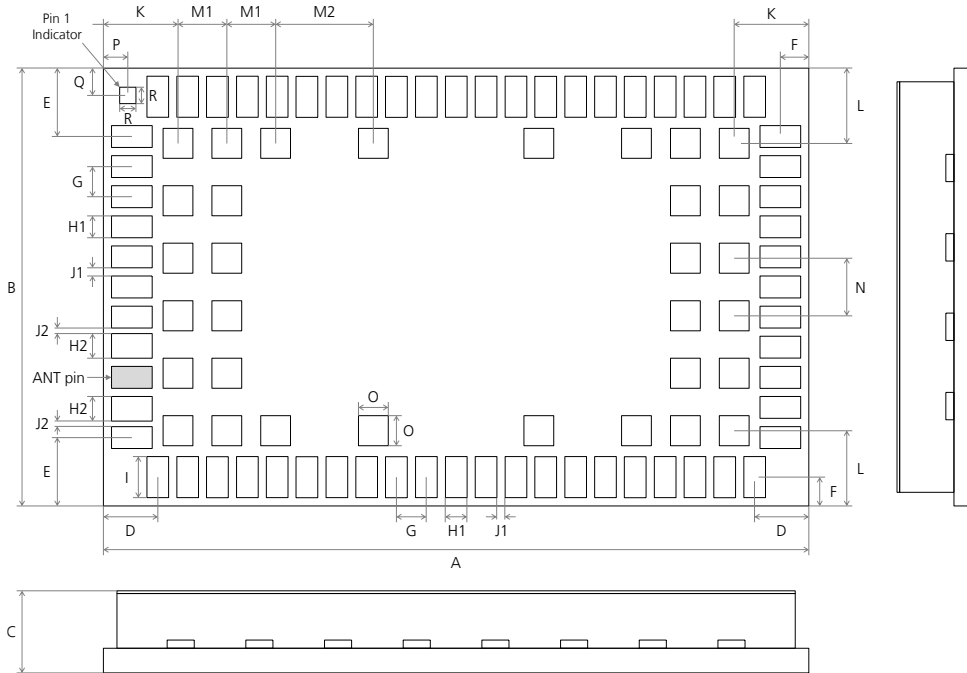 Pin 1
Indicator
K M1 M1 M2 K
P F
Q
E R L
R
G
H1
J1
B N
J2
H2
ANT pin
O
H2 O
J2
E I L
F
D G H1 J1 D
A
C